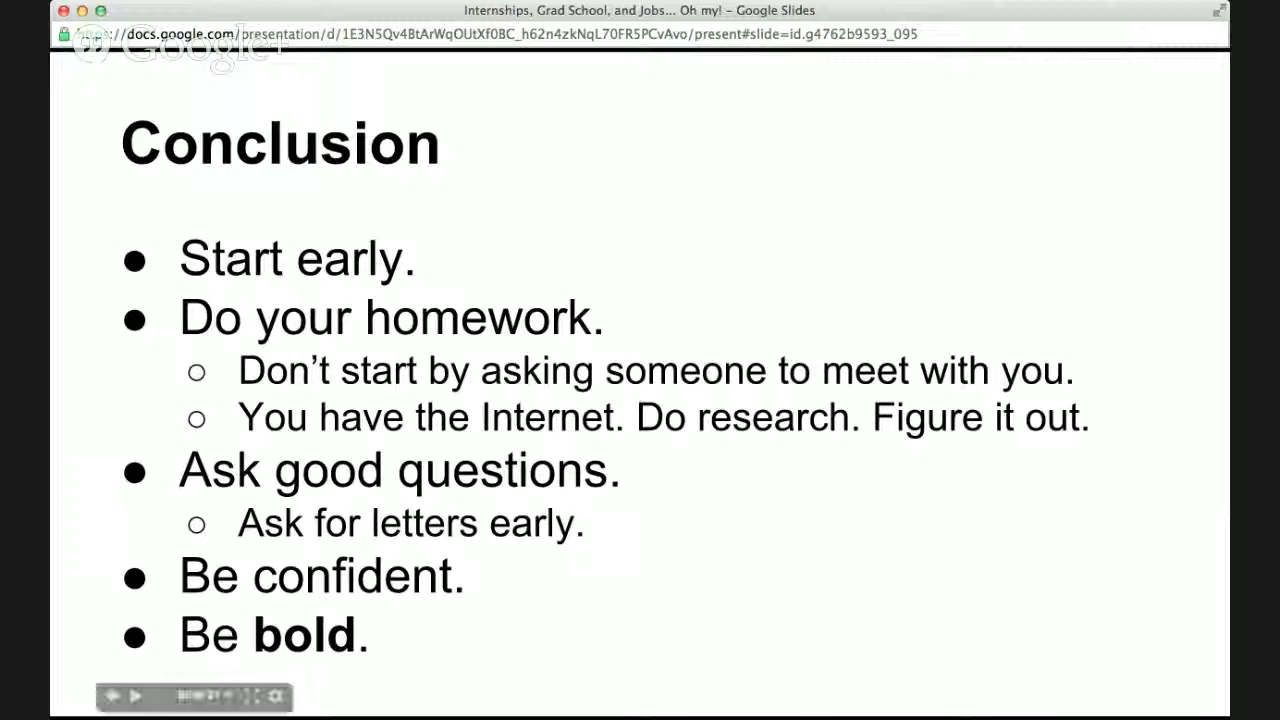 Internships, Grad School, and Jobs... Oh my! – Google Slides
https://docs.google.com/presentation/d/1E3N5Qv4BtArWqOUtXf0BC_h62n4zkNqL70FR5PCvAvo/present#slide=id.g4762b9593_095
Google+
Conclusion
● Start early.
● Do your homework.
○ Don’t start by asking someone to meet with you.
○ You have the Internet. Do research. Figure it out.
● Ask good questions.
○ Ask for letters early.
● Be confident.
● Be bold.